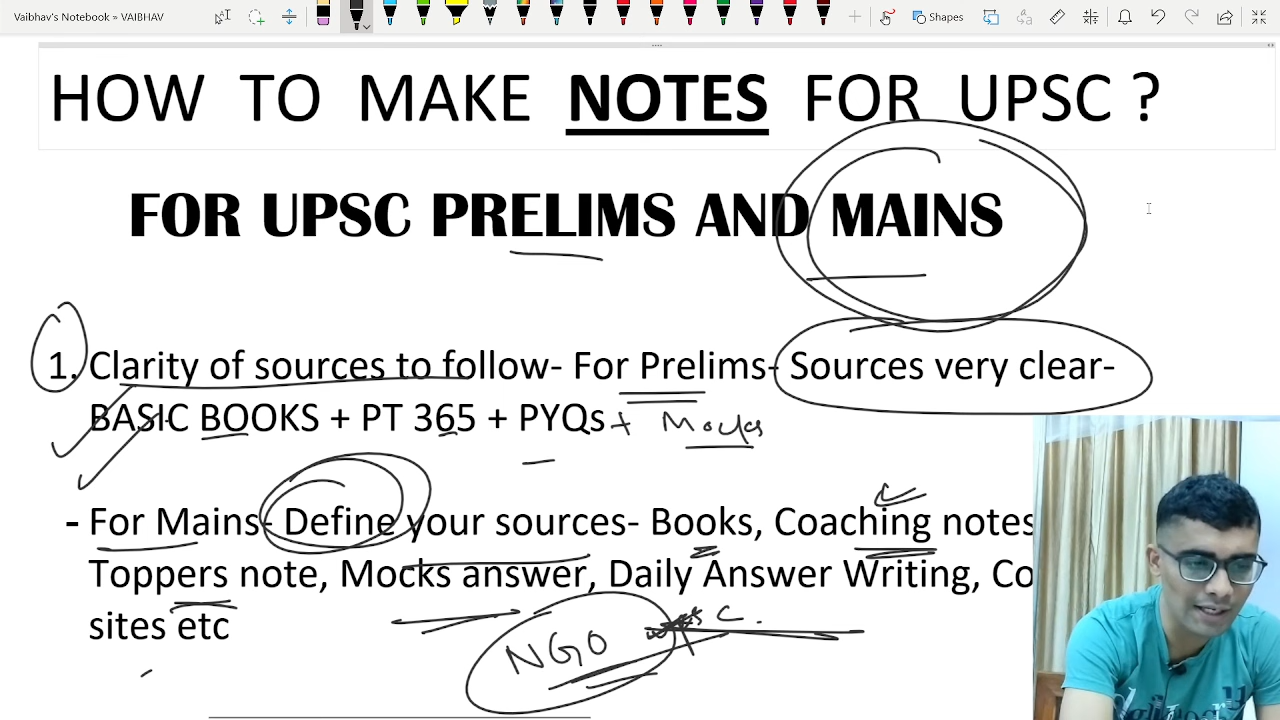 Vaibhav's Notebook - VAIBHAV
Shapes
HOW TO MAKE NOTES FOR UPSC ?
FOR UPSC PRELIMS AND MAINS
1. Clarity of sources to follow- For Prelims- Sources very clear-
BASIC BOOKS + PT 365 + PYQs + Mocks
- For Mains- Define your sources- Books, Coaching notes
Toppers note, Mocks answer, Daily Answer Writing, Co
sites etc
NGO